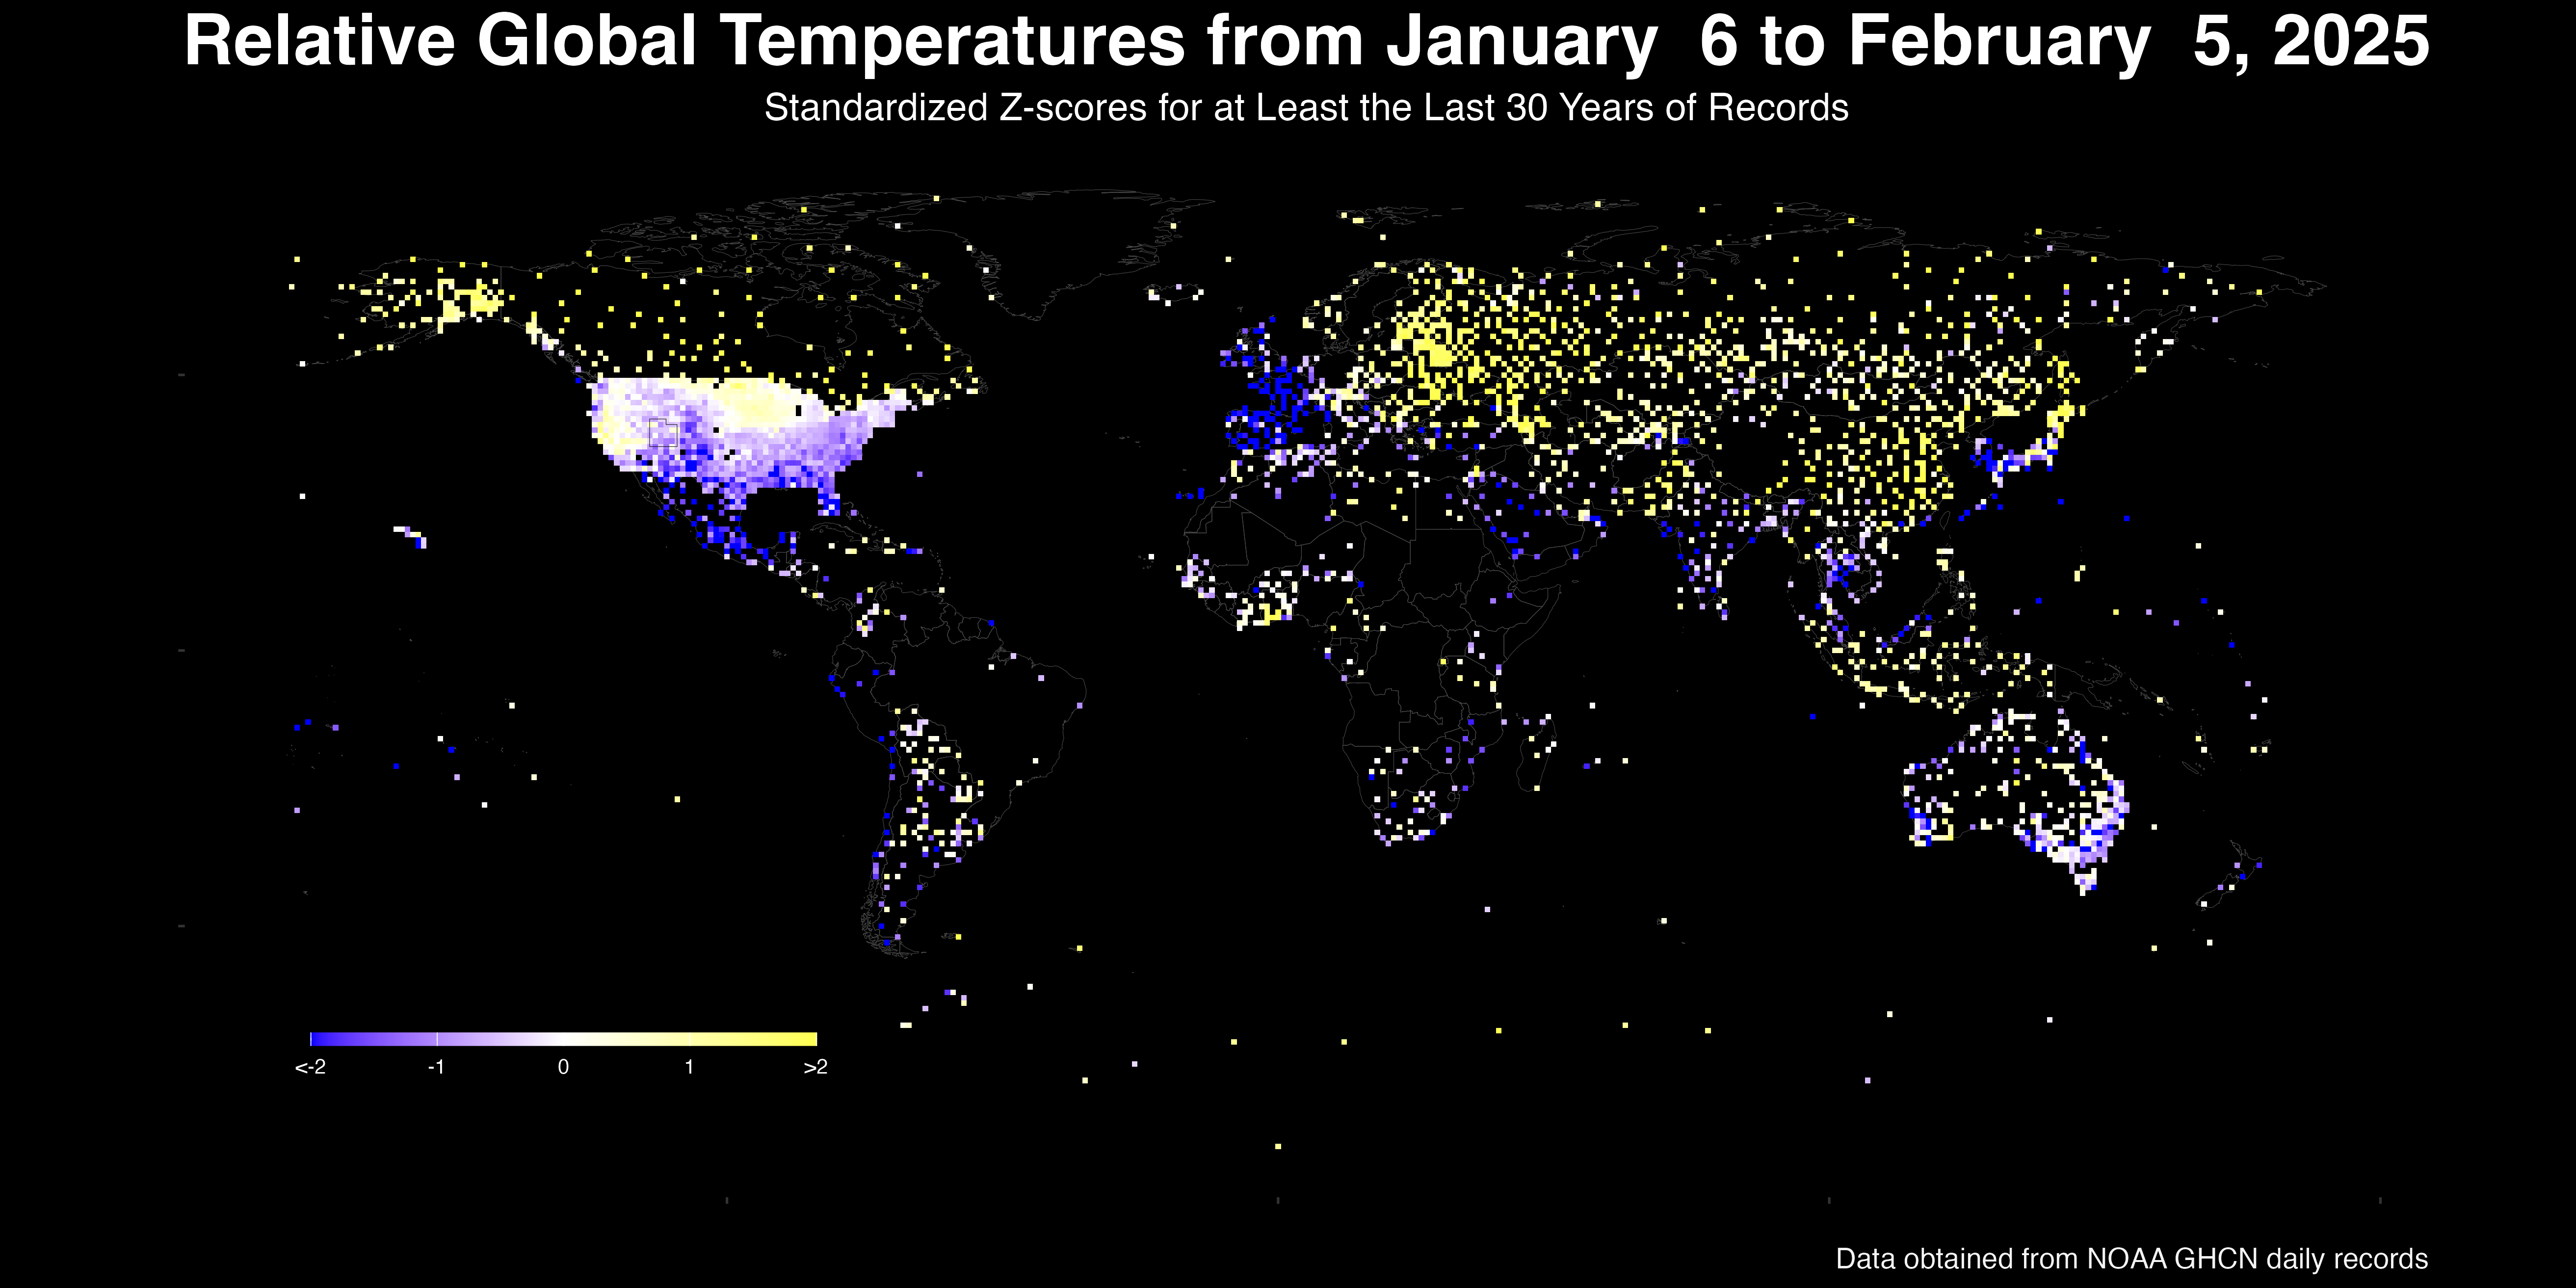 Relative Global Temperatures from January  6 to February  5, 2025
Standardized Z-scores for at Least the Last 30 Years of Records
<-2 -1 0 1 >2
Data obtained from NOAA GHCN daily records